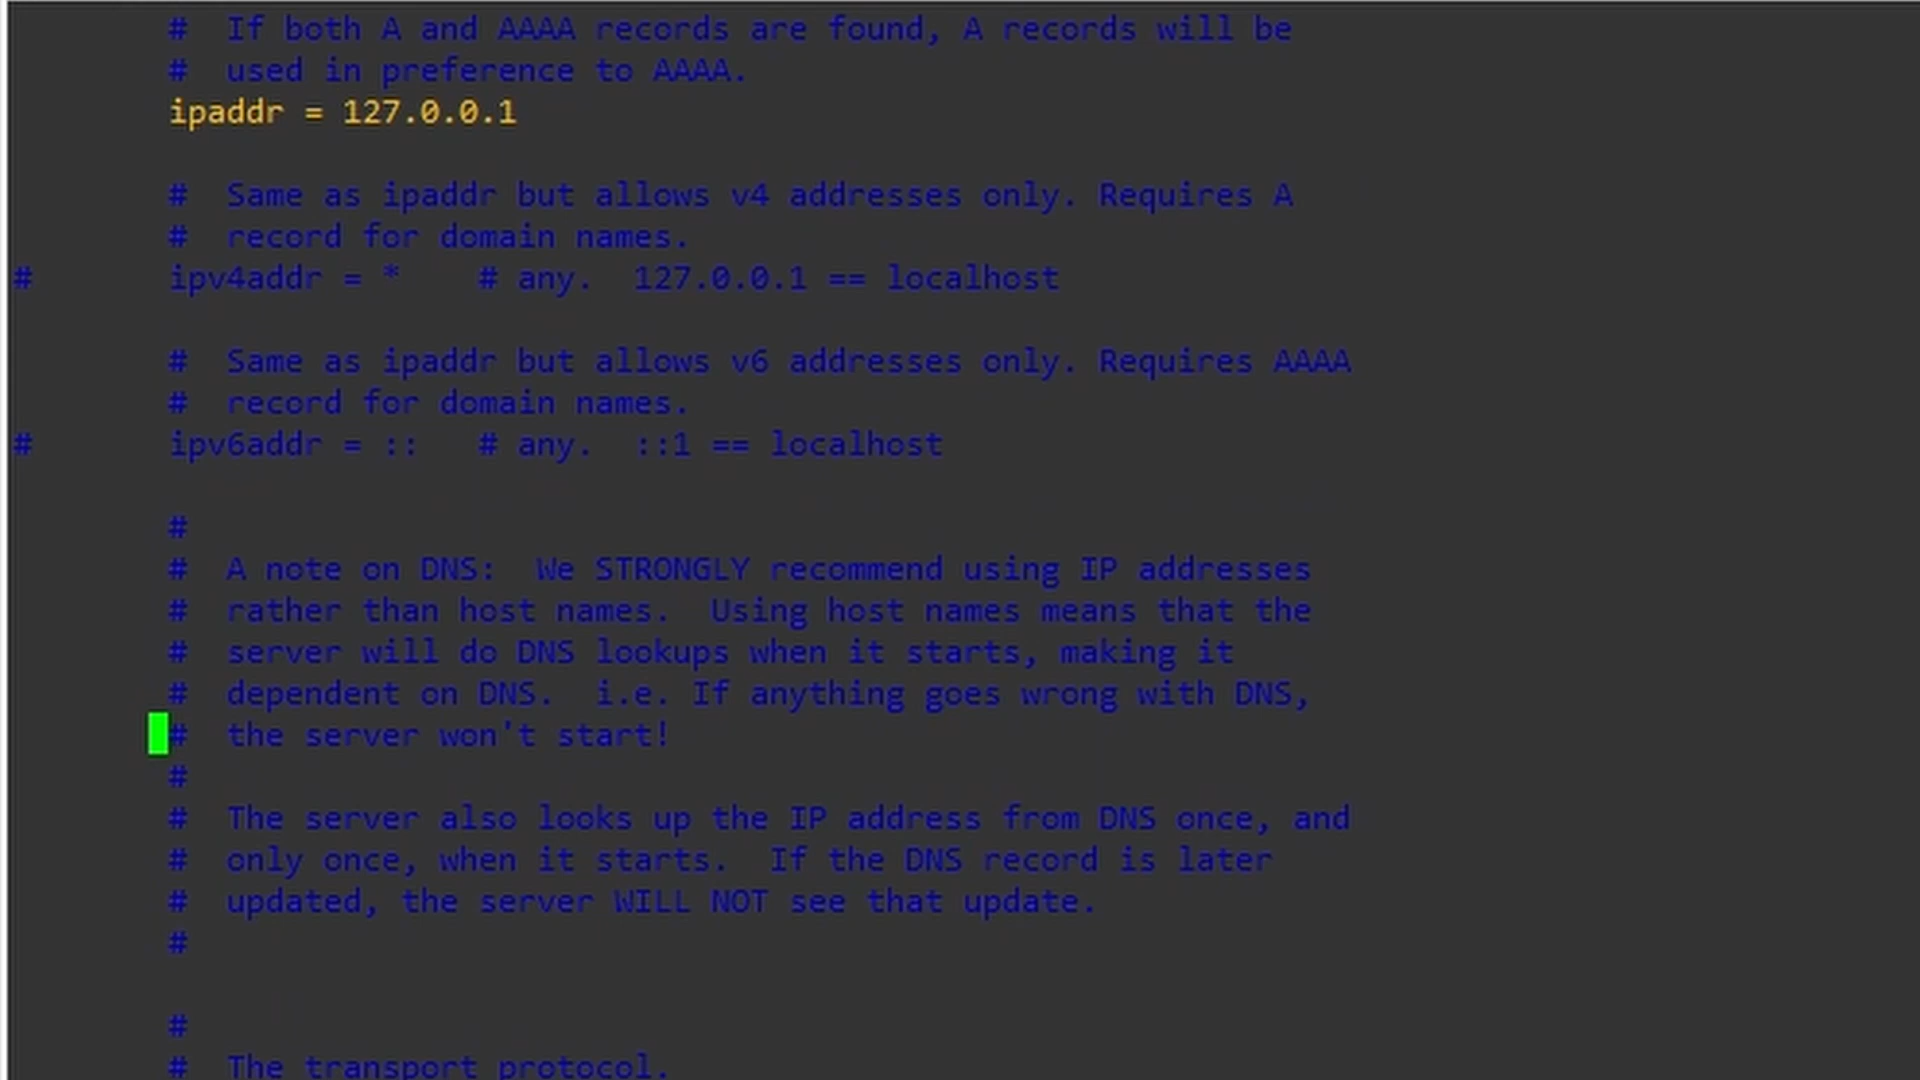 #  If both A and AAAA records are found, A records will be
#  used in preference to AAAA.
ipaddr = 127.0.0.1
#  Same as ipaddr but allows v4 addresses only. Requires A
#  record for domain names.
#       ipv4addr = *    # any.  127.0.0.1 == localhost
#  Same as ipaddr but allows v6 addresses only. Requires AAAA
#  record for domain names.
#       ipv6addr = ::   # any.  ::1 == localhost
#
#  A note on DNS:  We STRONGLY recommend using IP addresses
#  rather than host names.  Using host names means that the
#  server will do DNS lookups when it starts, making it
#  dependent on DNS.  i.e. If anything goes wrong with DNS,
#  the server won't start!
#
#  The server also looks up the IP address from DNS once, and
#  only once, when it starts.  If the DNS record is later
#  updated, the server WILL NOT see that update.
#
#
#  The transport protocol.